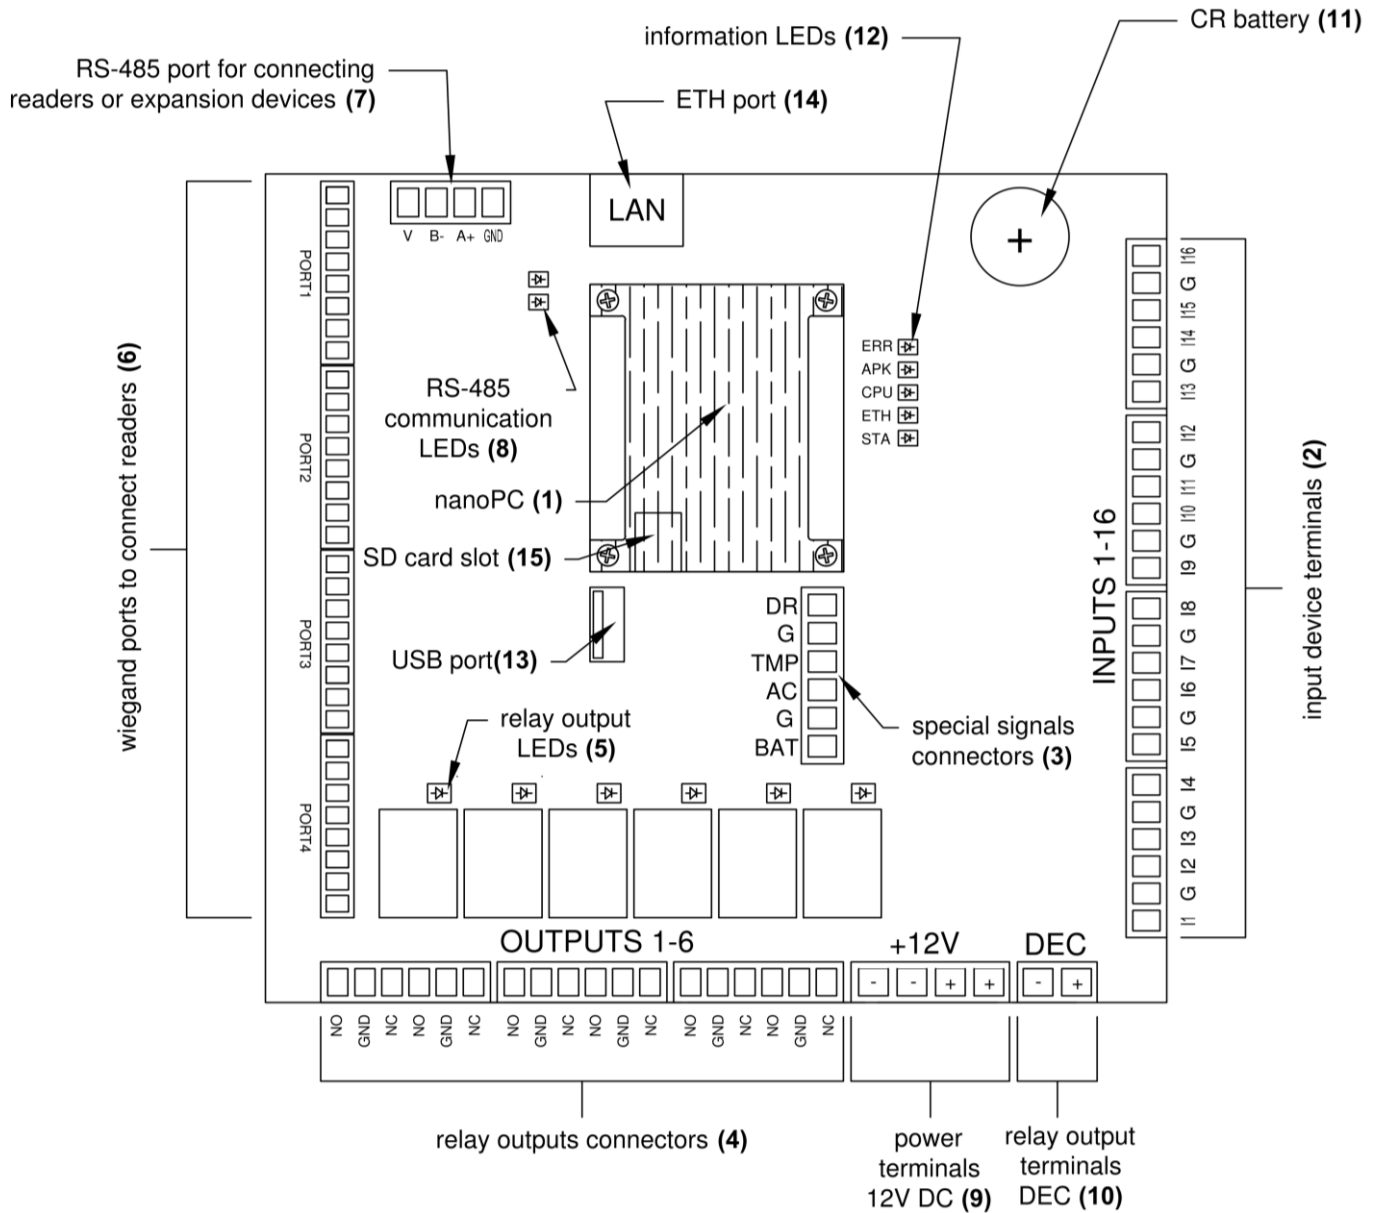 CR battery (11)
information LEDs (12)
RS-485 port for connecting
readers or expansion devices (7)
ETH port (14)
LAN
V B- A+ GND
+
PORT1
PORT2
PORT3
PORT4
wiegand ports to connect readers (6)
RS-485
communication
LEDs (8)
nanoPC (1)
SD card slot (15)
USB port(13)
relay output
LEDs (5)
ERR
APK
CPU
ETH
STA
DR
G
TMP
AC
G
BAT
special signals
connectors (3)
I16
G
I15
I14
G
I13
I12
G
I11
I10
G
I9
I8
G
I7
I6
G
I5
I4
G
I3
I2
G
I1
INPUTS 1-16
input device terminals (2)
OUTPUTS 1-6
+12V
DEC
- - + +
- +
NO GND NC NO GND NC NO GND NC NO GND NC NO GND NC NO GND NC
relay outputs connectors (4)
power
terminals
12V DC (9)
relay output
terminals
DEC (10)